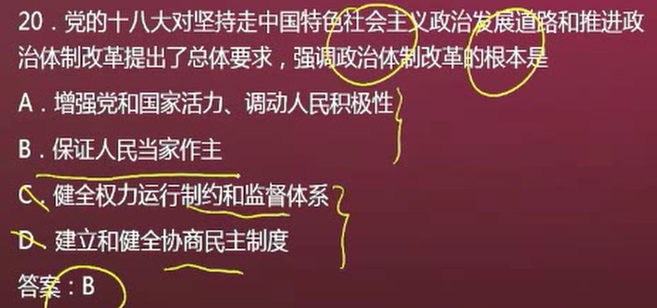 20．党的十八大对坚持走中国特色社会主义政治发展道路和推进政
治体制改革提出了总体要求，强调政治体制改革的根本是
A．增强党和国家活力、调动人民积极性
B．保证人民当家作主
C、健全权力运行制约和监督体系
D、建立和健全协商民主制度
答案：B